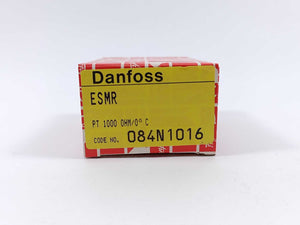 Danfoss
ESMR
PT 1000 OHM/0° C
CODE NO. 084N1016